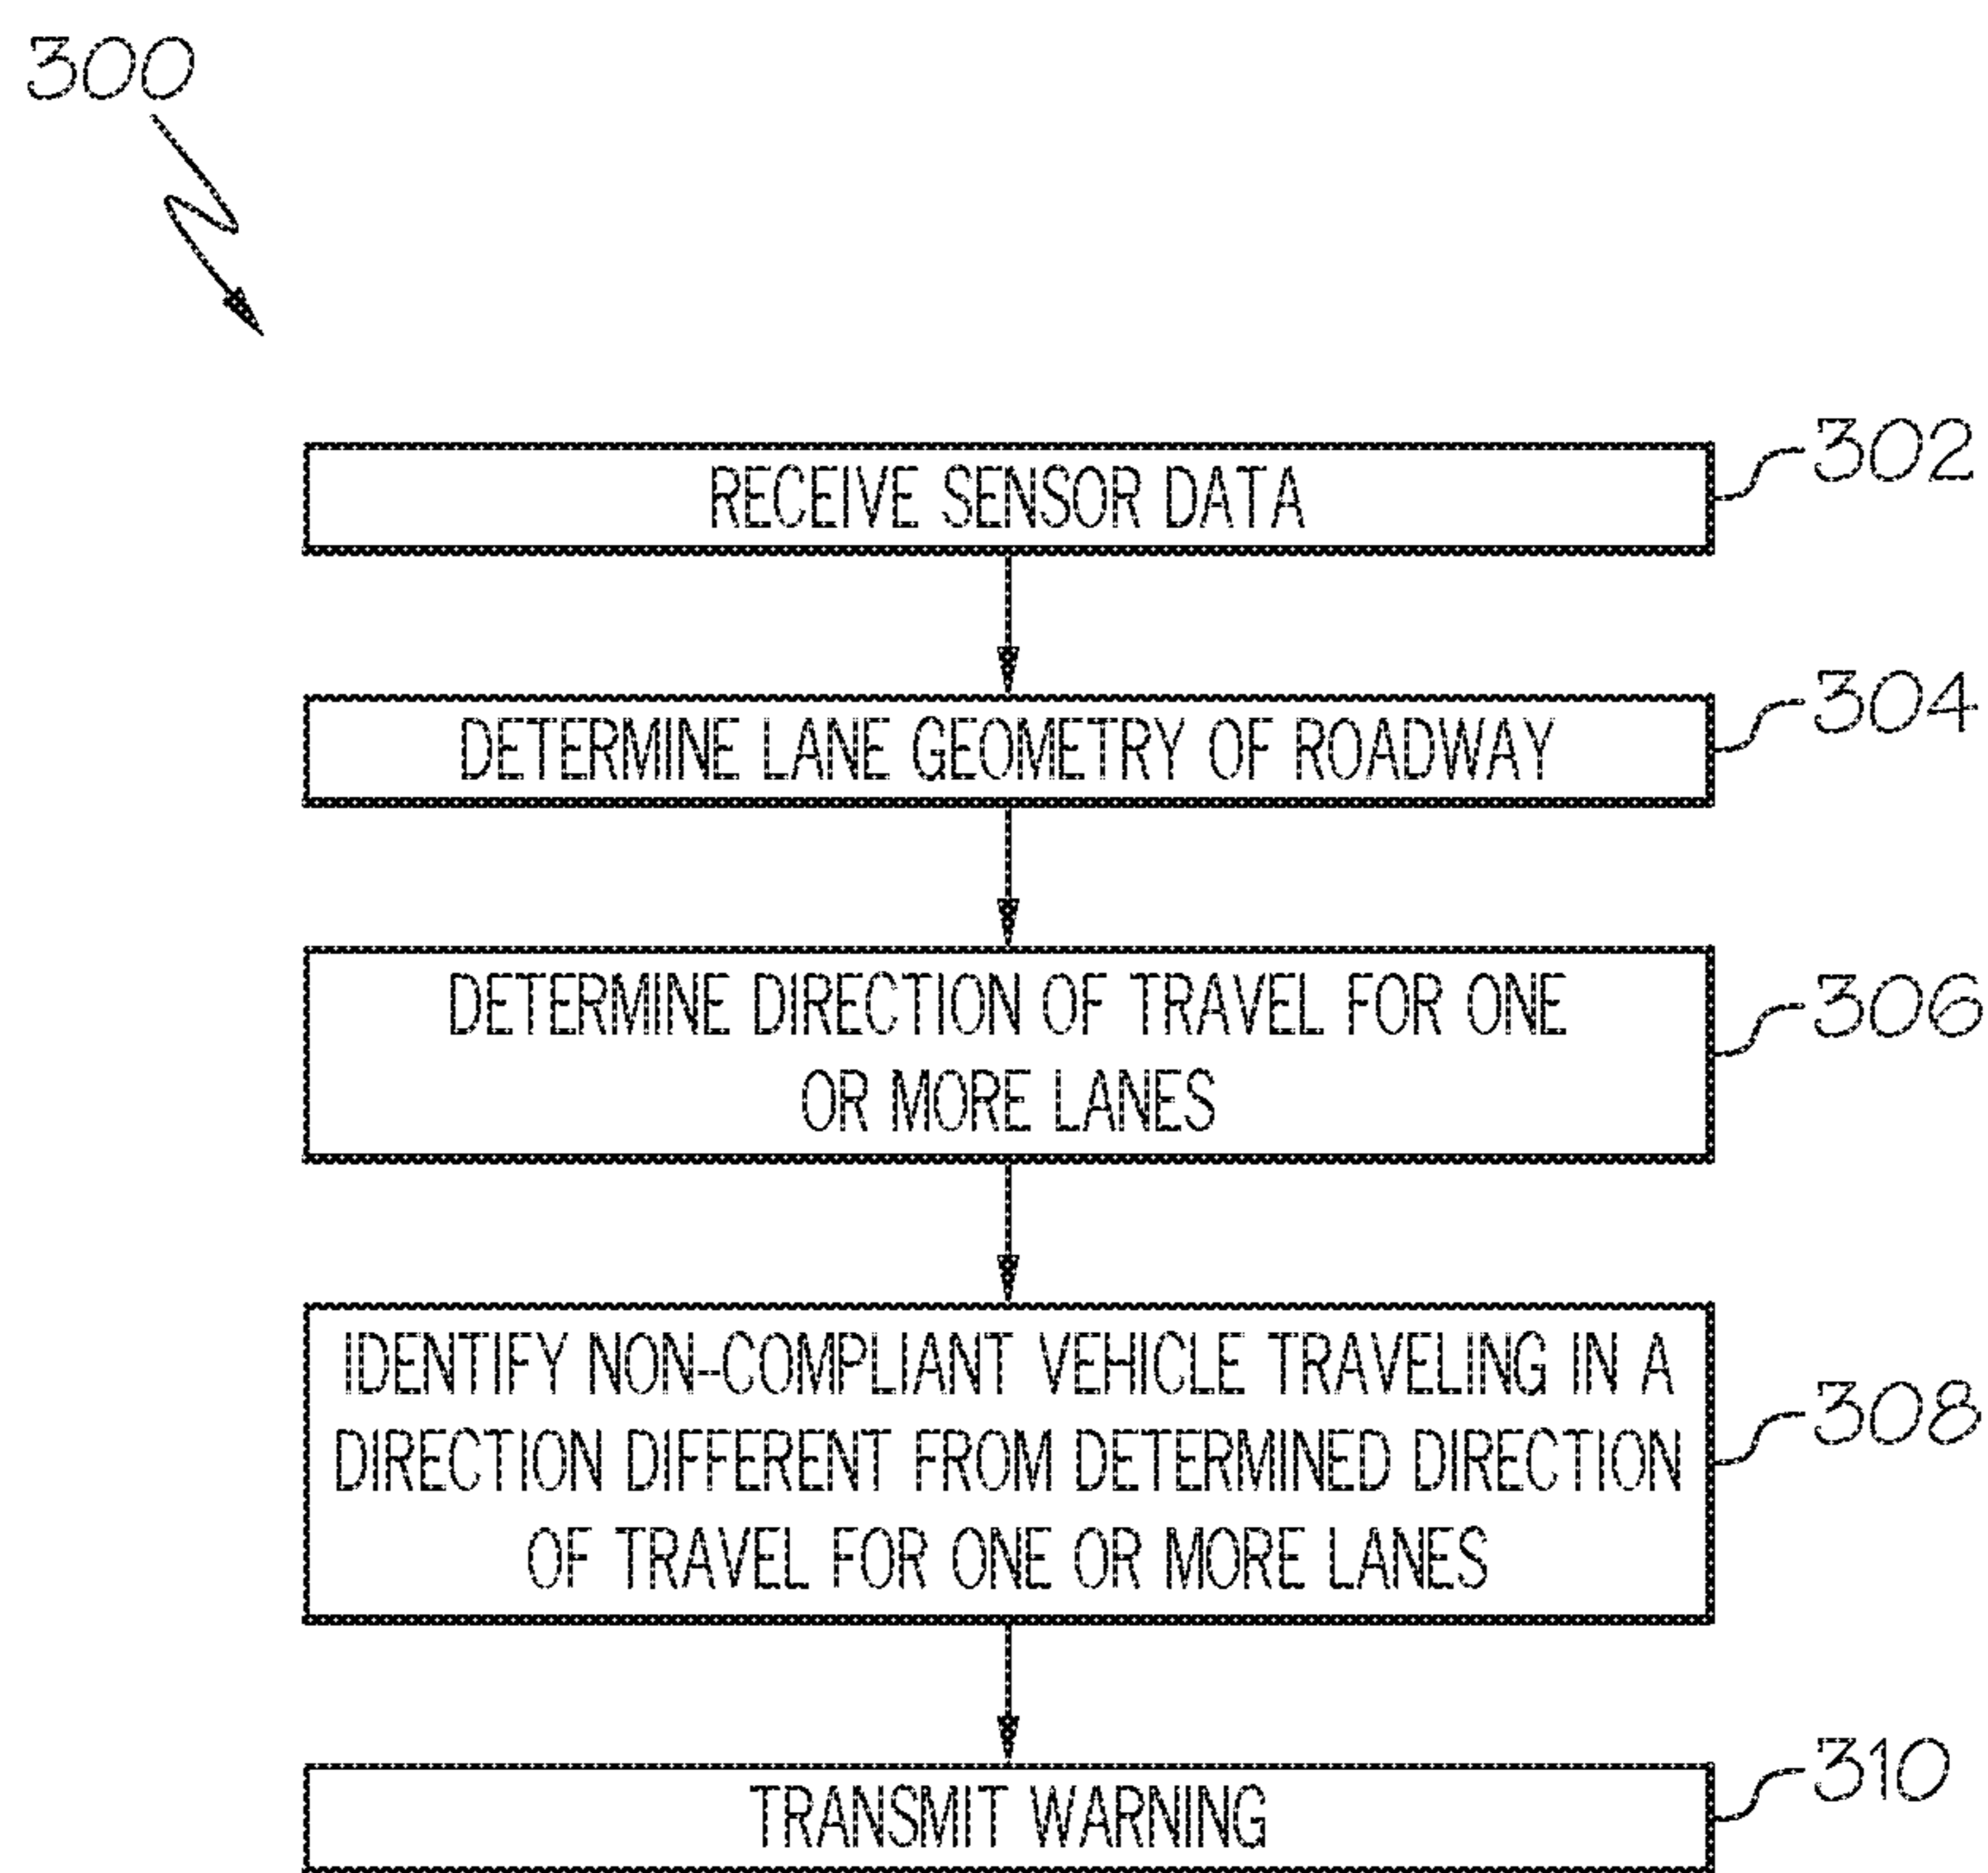 300
RECEIVE SENSOR DATA
302
DETERMINE LANE GEOMETRY OF ROADWAY
304
DETERMINE DIRECTION OF TRAVEL FOR ONE
OR MORE LANES
306
IDENTIFY NON-COMPLIANT VEHICLE TRAVELING IN A
DIRECTION DIFFERENT FROM DETERMINED DIRECTION
OF TRAVEL FOR ONE OR MORE LANES
308
TRANSMIT WARNING
310